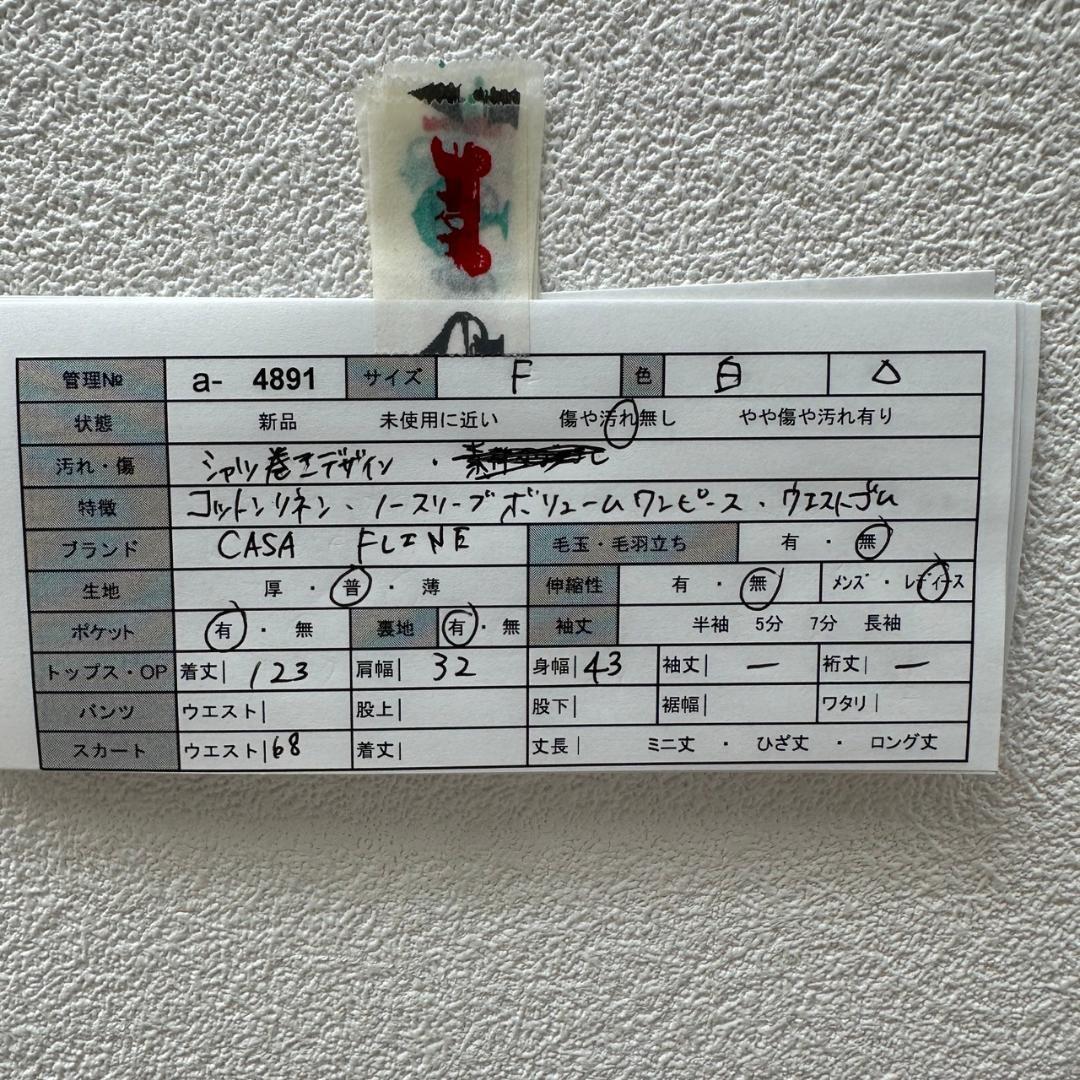 管理№ a- 4891 サイズ F 色 白 △
状態 新品 未使用に近い 傷や汚れ無し やや傷や汚れ有り
汚れ・傷 シャツ巻きデザイン ・
特徴 コットンリネン、ノースリーブボリュームワンピース、ウエストゴム
ブランド CASA FLINE 毛玉・毛羽立ち 有 ・ 無
生地 厚 ・ 普 ・ 薄 伸縮性 有 ・ 無 メンズ ・ レディース
ポケット 有 ・ 無 裏地 有 ・ 無 袖丈 半袖 5分 7分 長袖
トップス・OP 着丈| 123 肩幅| 32 身幅| 43 袖丈| ー 裄丈| ー
パンツ ウエスト| 股上| 股下| 裾幅| ワタリ|
スカート ウエスト| 68 着丈| 丈長| ミニ丈 ・ ひざ丈 ・ ロング丈